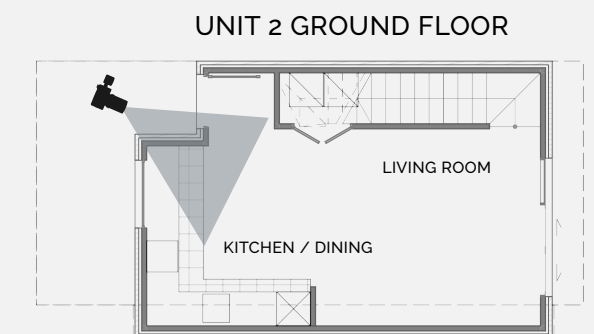 UNIT 2 GROUND FLOOR
LIVING ROOM
KITCHEN / DINING